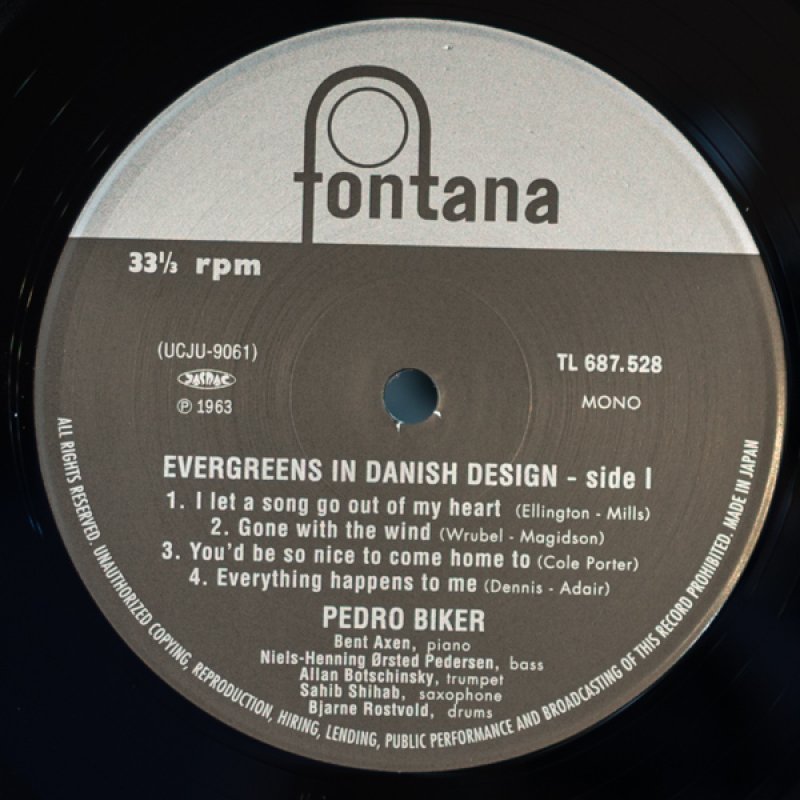 fontana
33⅓ rpm
(UCJU-9061)
JASRAC
℗ 1963
TL 687.528
MONO
EVERGREENS IN DANISH DESIGN - side I
1. I let a song go out of my heart (Ellington - Mills)
2. Gone with the wind (Wrubel - Magidson)
3. You'd be so nice to come home to (Cole Porter)
4. Everything happens to me (Dennis - Adair)
PEDRO BIKER
Bent Axen, piano
Niels-Henning Ørsted Pedersen, bass
Allan Botschinsky, trumpet
Sahib Shihab, saxophone
Bjarne Rostvold, drums
ALL RIGHTS RESERVED. UNAUTHORIZED COPYING, REPRODUCTION, HIRING, LENDING, PUBLIC PERFORMANCE AND BROADCASTING OF THIS RECORD PROHIBITED. MADE IN JAPAN